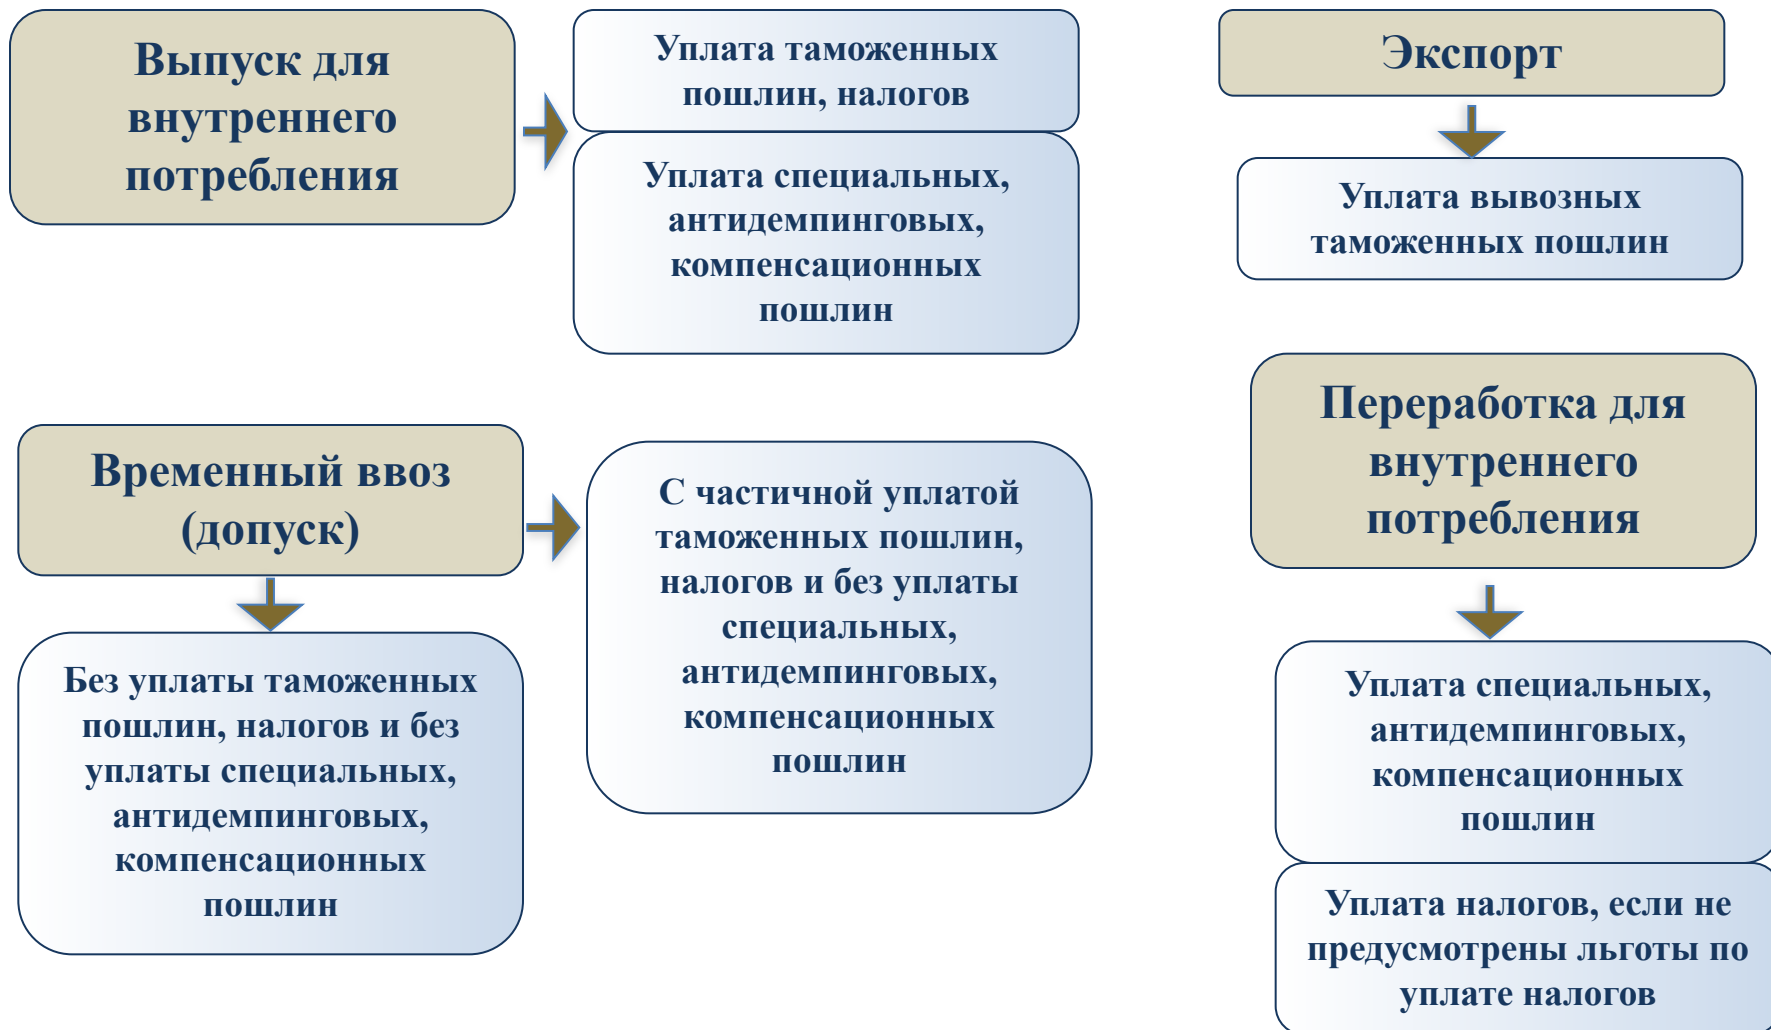 Выпуск для
внутреннего
потребления
Уплата таможенных
пошлин, налогов
Уплата специальных,
антидемпинговых,
компенсационных
пошлин
Экспорт
Уплата вывозных
таможенных пошлин
Временный ввоз
(допуск)
С частичной уплатой
таможенных пошлин,
налогов и без уплаты
специальных,
антидемпинговых,
компенсационных
пошлин
Без уплаты таможенных
пошлин, налогов и без
уплаты специальных,
антидемпинговых,
компенсационных
пошлин
Переработка для
внутреннего
потребления
Уплата специальных,
антидемпинговых,
компенсационных
пошлин
Уплата налогов, если не
предусмотрены льготы по
уплате налогов